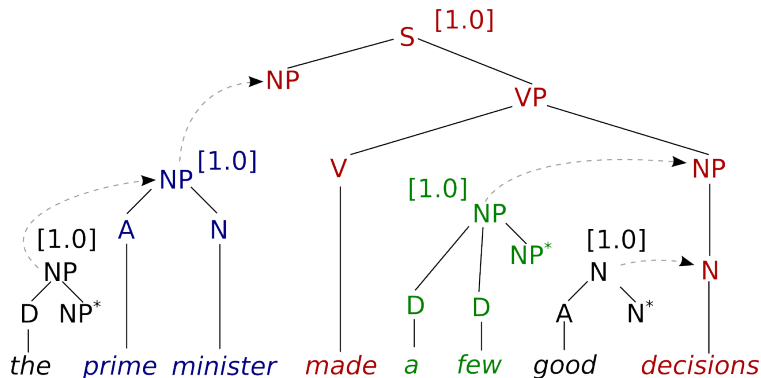 S [1.0]
NP
VP
NP [1.0]
V
NP
[1.0]
NP
A
N
[1.0]
[1.0]
NP*
NP
N
N
D
NP*
D
D
A
N*
the prime minister made a few good decisions